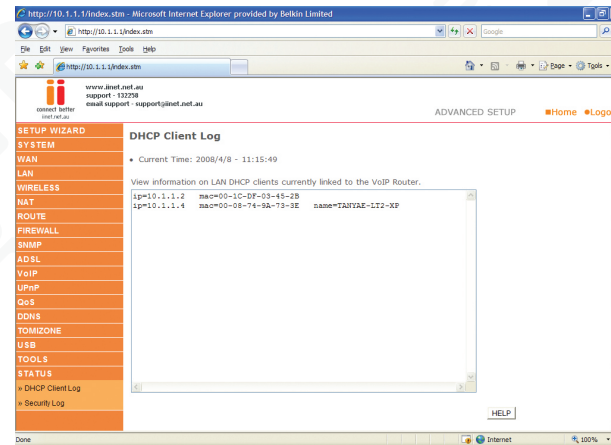 http://10.1.1.1/index.stm - Microsoft Internet Explorer provided by Belkin Limited
http://10.1.1.1/index.stm
Google
File Edit View Favorites Tools Help
http://10.1.1.1/index.stm
Page Tools
www.iinet.net.au
support - 132258
email support - support@iinet.net.au
connect better
iinet.net.au
ADVANCED SETUP Home Logo
SETUP WIZARD
SYSTEM
WAN
LAN
WIRELESS
NAT
ROUTE
FIREWALL
SNMP
ADSL
VoIP
UPnP
QoS
DDNS
TOMIZONE
USB
TOOLS
STATUS
» DHCP Client Log
» Security Log
DHCP Client Log
• Current Time: 2008/4/8 - 11:15:49
View information on LAN DHCP clients currently linked to the VoIP Router.
ip=10.1.1.2 mac=00-1C-DF-03-45-2B
ip=10.1.1.4 mac=00-08-74-9A-73-3E name=TANYAE-LT2-XP
HELP
Done Internet 100%